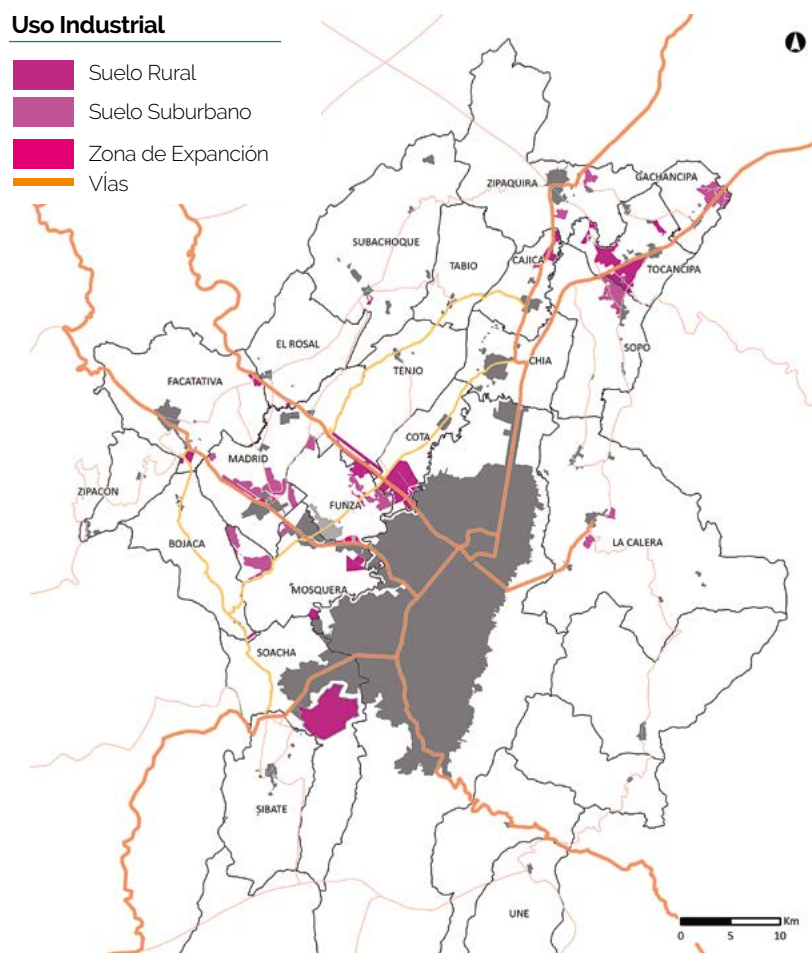 Uso Industrial
Suelo Rural
Suelo Suburbano
Zona de Expanción
VÍas
ZIPAQUIRA
GACHANCIPA
SUBACHOQUE
TABIO
CAJICA
TOCANCIPA
EL ROSAL
TENJO
CHIA
SOPO
FACATATIVA
COTA
MADRID
ZIPACON
FUNZA
BOJACA
LA CALERA
MOSQUERA
SOACHA
SIBATE
UNE
Km
0 5 10